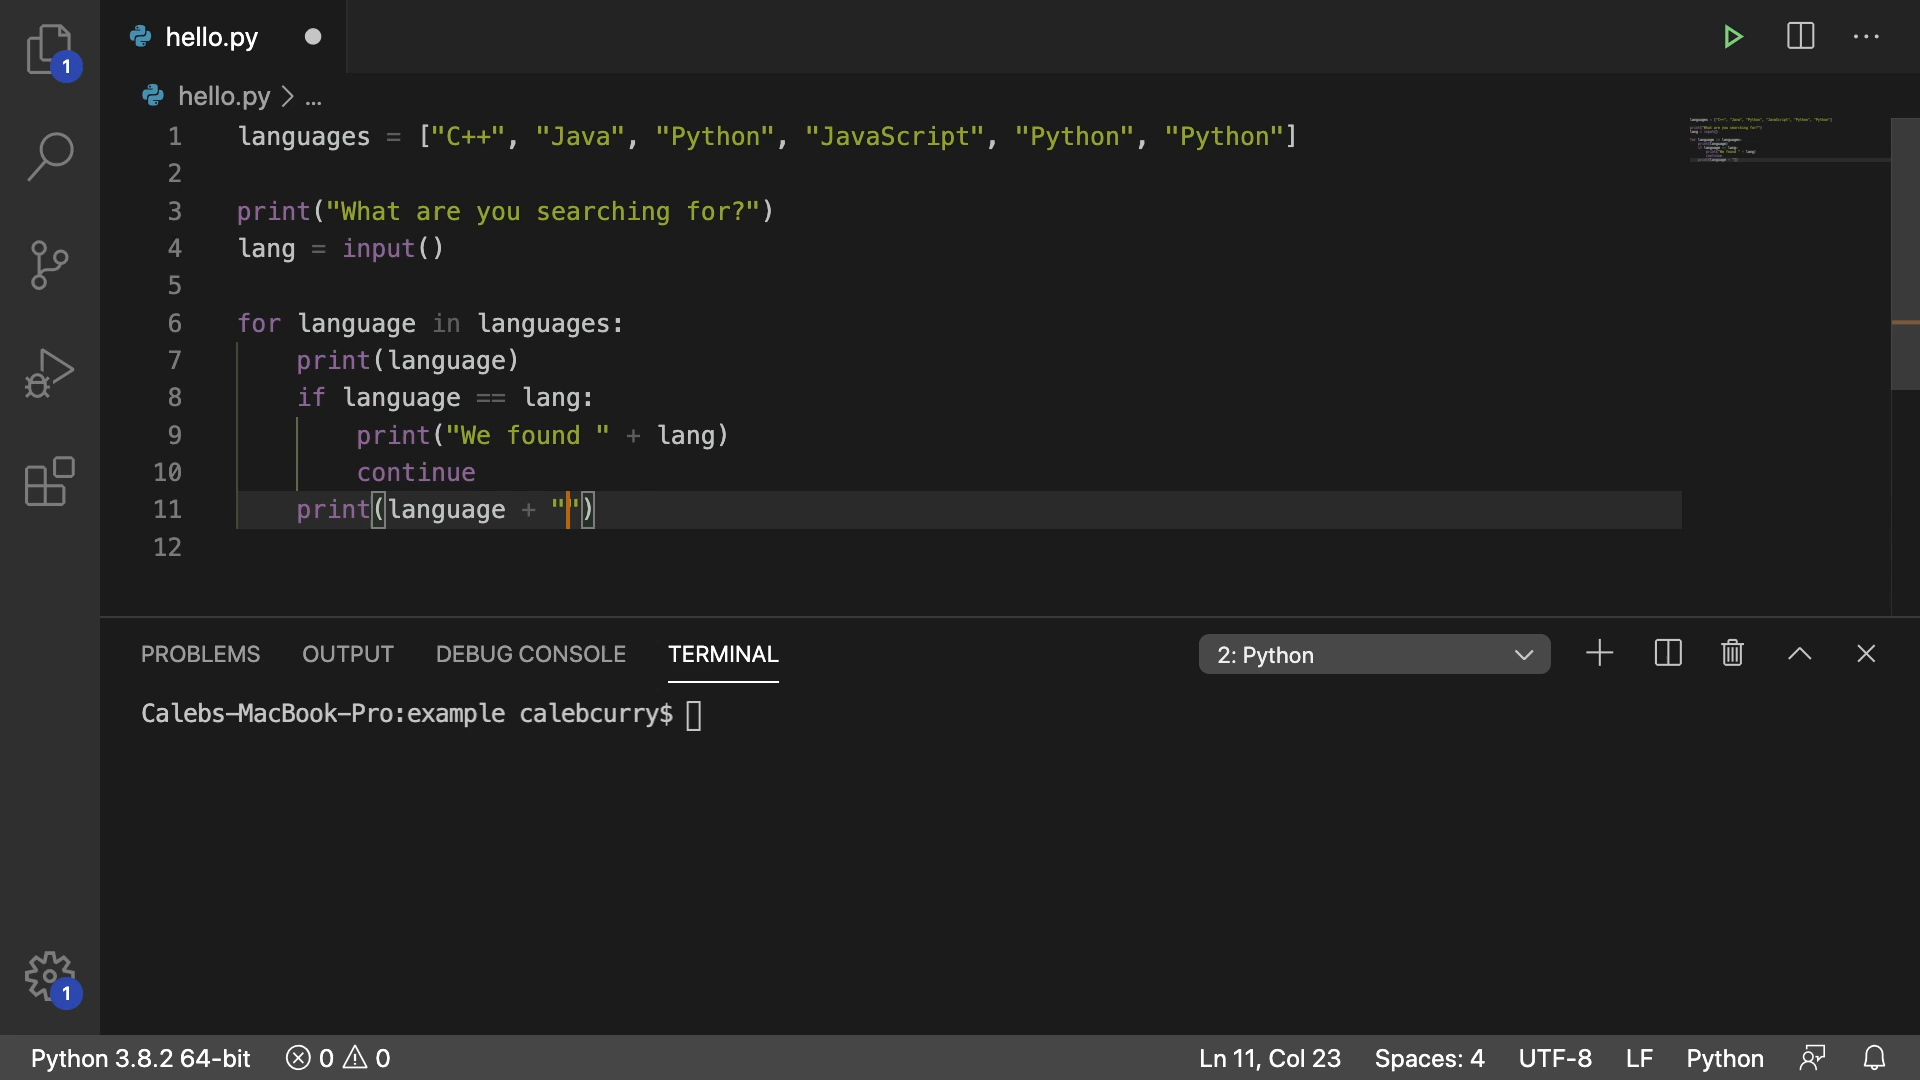 hello.py
1
hello.py > ...
1 languages = ["C++", "Java", "Python", "JavaScript", "Python", "Python"]
2
3 print("What are you searching for?")
4 lang = input()
5
6 for language in languages:
7 print(language)
8 if language == lang:
9 print("We found " + lang)
10 continue
11 print(language + "")
12
PROBLEMS OUTPUT DEBUG CONSOLE TERMINAL 2: Python
Calebs-MacBook-Pro:example calebcurry$
1
Python 3.8.2 64-bit 0 0 Ln 11, Col 23 Spaces: 4 UTF-8 LF Python